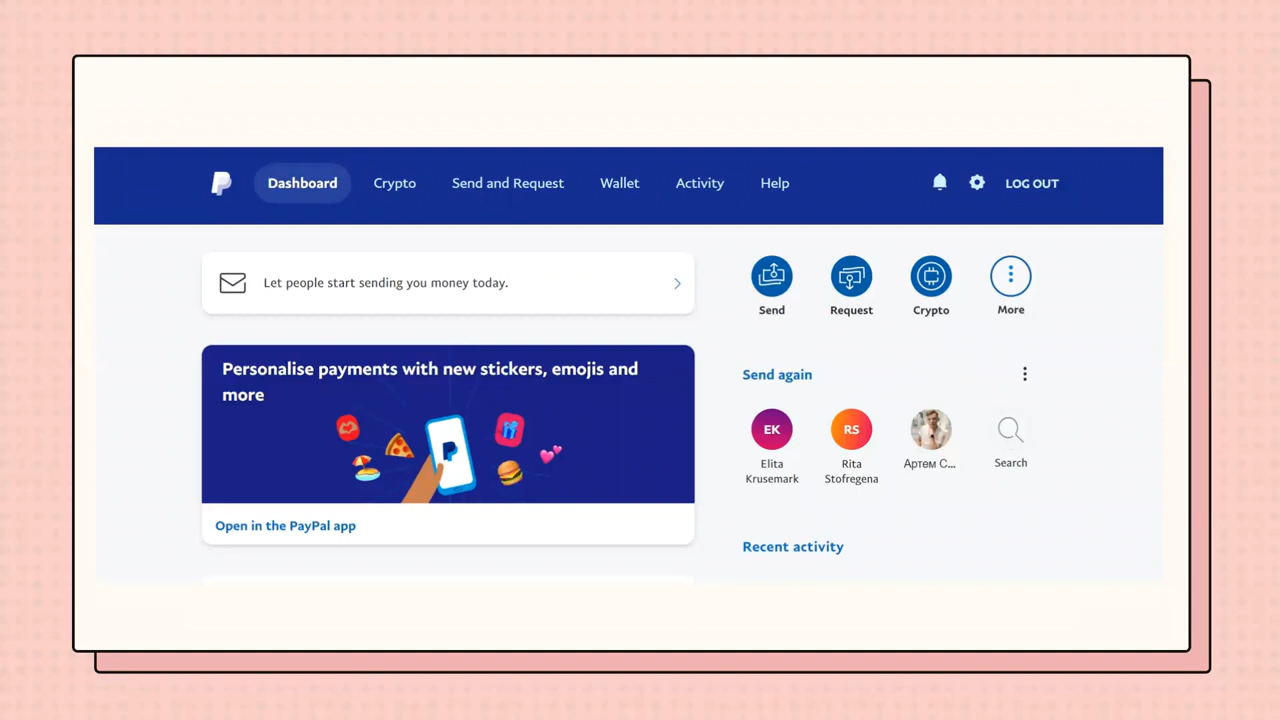 Dashboard
Crypto
Send and Request
Wallet
Activity
Help
LOG OUT
Let people start sending you money today.
Send
Request
Crypto
More
Personalise payments with new stickers, emojis and
more
Open in the PayPal app
Send again
EK
Elita
Krusemark
RS
Rita
Stofregena
Артем С...
Search
Recent activity